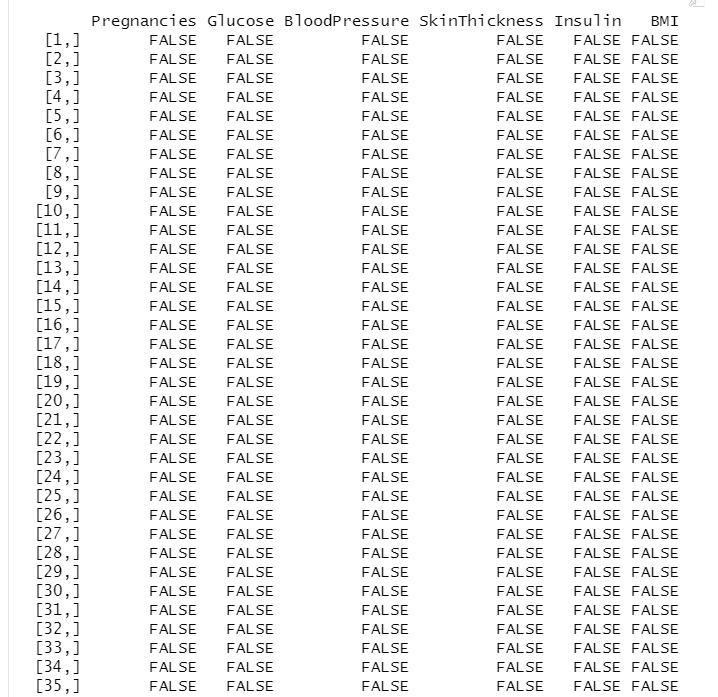 Pregnancies Glucose BloodPressure SkinThickness Insulin BMI
[1,] FALSE FALSE FALSE FALSE FALSE FALSE
[2,] FALSE FALSE FALSE FALSE FALSE FALSE
[3,] FALSE FALSE FALSE FALSE FALSE FALSE
[4,] FALSE FALSE FALSE FALSE FALSE FALSE
[5,] FALSE FALSE FALSE FALSE FALSE FALSE
[6,] FALSE FALSE FALSE FALSE FALSE FALSE
[7,] FALSE FALSE FALSE FALSE FALSE FALSE
[8,] FALSE FALSE FALSE FALSE FALSE FALSE
[9,] FALSE FALSE FALSE FALSE FALSE FALSE
[10,] FALSE FALSE FALSE FALSE FALSE FALSE
[11,] FALSE FALSE FALSE FALSE FALSE FALSE
[12,] FALSE FALSE FALSE FALSE FALSE FALSE
[13,] FALSE FALSE FALSE FALSE FALSE FALSE
[14,] FALSE FALSE FALSE FALSE FALSE FALSE
[15,] FALSE FALSE FALSE FALSE FALSE FALSE
[16,] FALSE FALSE FALSE FALSE FALSE FALSE
[17,] FALSE FALSE FALSE FALSE FALSE FALSE
[18,] FALSE FALSE FALSE FALSE FALSE FALSE
[19,] FALSE FALSE FALSE FALSE FALSE FALSE
[20,] FALSE FALSE FALSE FALSE FALSE FALSE
[21,] FALSE FALSE FALSE FALSE FALSE FALSE
[22,] FALSE FALSE FALSE FALSE FALSE FALSE
[23,] FALSE FALSE FALSE FALSE FALSE FALSE
[24,] FALSE FALSE FALSE FALSE FALSE FALSE
[25,] FALSE FALSE FALSE FALSE FALSE FALSE
[26,] FALSE FALSE FALSE FALSE FALSE FALSE
[27,] FALSE FALSE FALSE FALSE FALSE FALSE
[28,] FALSE FALSE FALSE FALSE FALSE FALSE
[29,] FALSE FALSE FALSE FALSE FALSE FALSE
[30,] FALSE FALSE FALSE FALSE FALSE FALSE
[31,] FALSE FALSE FALSE FALSE FALSE FALSE
[32,] FALSE FALSE FALSE FALSE FALSE FALSE
[33,] FALSE FALSE FALSE FALSE FALSE FALSE
[34,] FALSE FALSE FALSE FALSE FALSE FALSE
[35,] FALSE FALSE FALSE FALSE FALSE FALSE